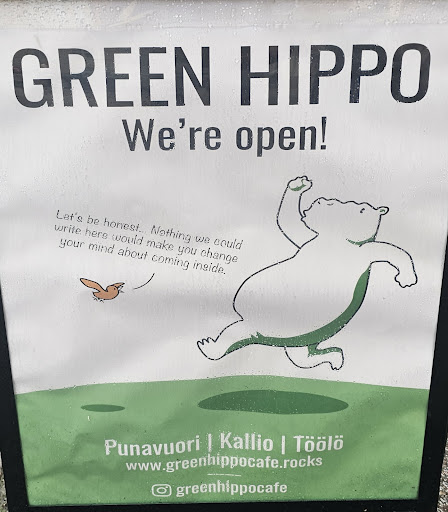 GREEN HIPPO
We're open!
Let's be honest... Nothing we could
write here would make you change
your mind about coming inside.
Punavuori | Kallio | Töölö
www.greenhippocafe.rocks
greenhippocafe